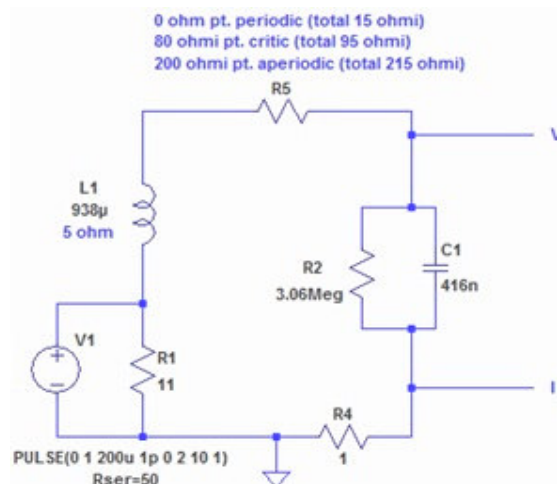 0 ohm pt. periodic (total 15 ohmi)
80 ohmi pt. critic (total 95 ohmi)
200 ohmi pt. aperiodic (total 215 ohmi)
R5
V
L1
938µ
5 ohm
R2
3.06Meg
C1
416n
V1
R1
11
I
R4
1
PULSE(0 1 200u 1p 0 2 10 1)
Rser=50